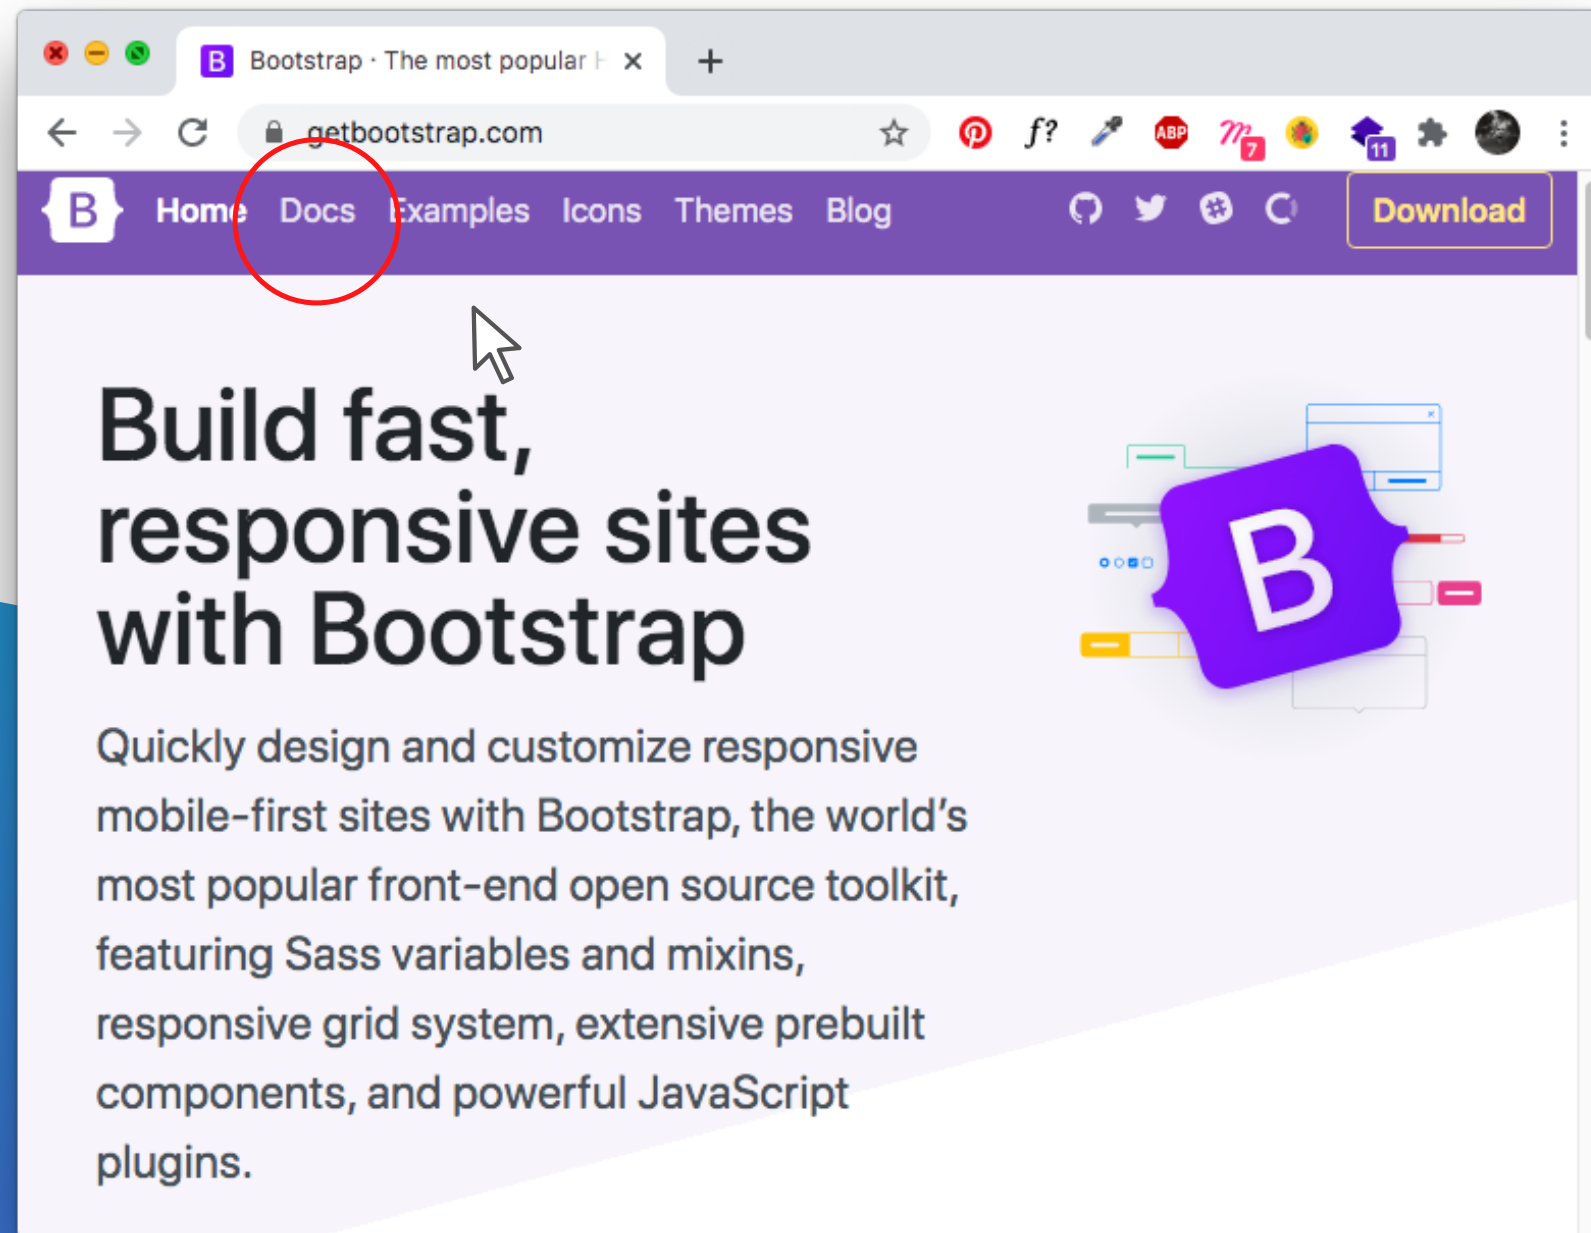 B Bootstrap · The most popular H
getbootstrap.com
f? ABP 7 11
B Home Docs Examples Icons Themes Blog Download
Build fast,
responsive sites
with Bootstrap
B
Quickly design and customize responsive
mobile-first sites with Bootstrap, the world’s
most popular front-end open source toolkit,
featuring Sass variables and mixins,
responsive grid system, extensive prebuilt
components, and powerful JavaScript
plugins.